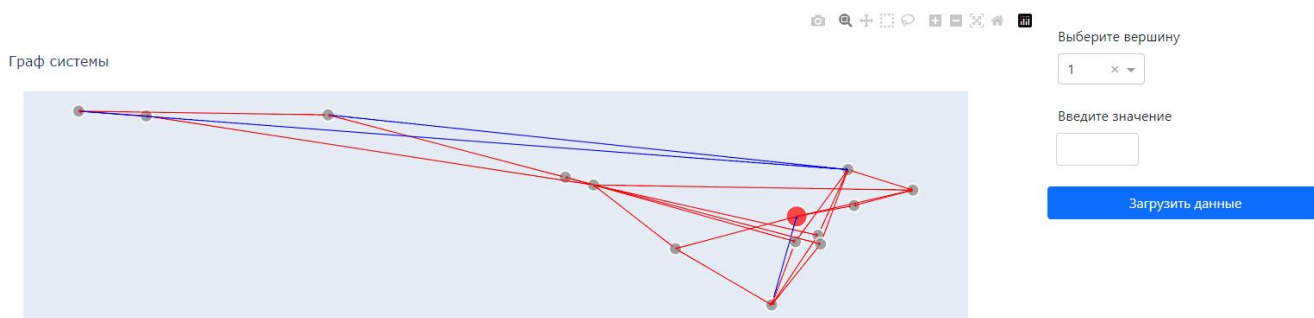 Выберите вершину
Граф системы
1
Введите значение
Загрузить данные